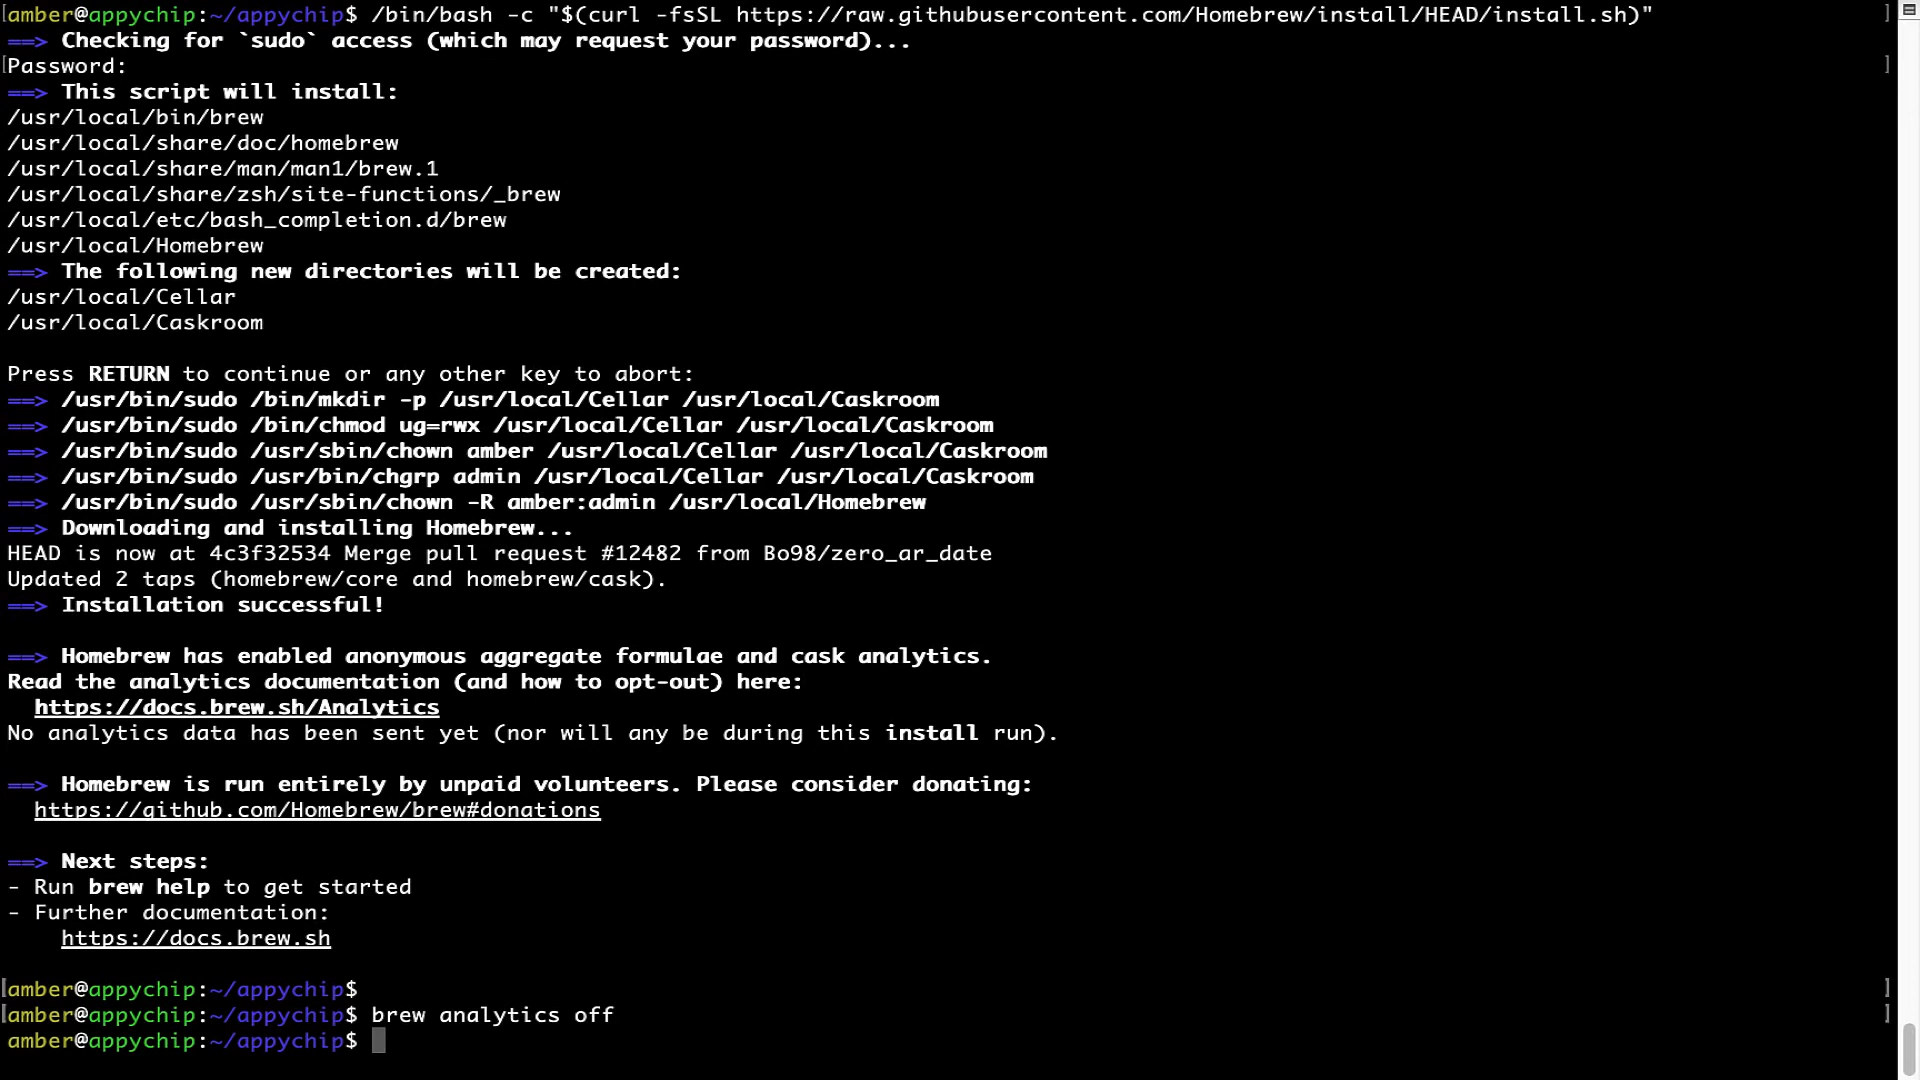 amber@appychip:~/appychip$ /bin/bash -c "$(curl -fsSL https://raw.githubusercontent.com/Homebrew/install/HEAD/install.sh)"
==> Checking for `sudo` access (which may request your password)...
Password:
==> This script will install:
/usr/local/bin/brew
/usr/local/share/doc/homebrew
/usr/local/share/man/man1/brew.1
/usr/local/share/zsh/site-functions/_brew
/usr/local/etc/bash_completion.d/brew
/usr/local/Homebrew
==> The following new directories will be created:
/usr/local/Cellar
/usr/local/Caskroom
Press RETURN to continue or any other key to abort:
==> /usr/bin/sudo /bin/mkdir -p /usr/local/Cellar /usr/local/Caskroom
==> /usr/bin/sudo /bin/chmod ug=rwx /usr/local/Cellar /usr/local/Caskroom
==> /usr/bin/sudo /usr/sbin/chown amber /usr/local/Cellar /usr/local/Caskroom
==> /usr/bin/sudo /usr/bin/chgrp admin /usr/local/Cellar /usr/local/Caskroom
==> /usr/bin/sudo /usr/sbin/chown -R amber:admin /usr/local/Homebrew
==> Downloading and installing Homebrew...
HEAD is now at 4c3f32534 Merge pull request #12482 from Bo98/zero_ar_date
Updated 2 taps (homebrew/core and homebrew/cask).
==> Installation successful!
==> Homebrew has enabled anonymous aggregate formulae and cask analytics.
Read the analytics documentation (and how to opt-out) here:
https://docs.brew.sh/Analytics
No analytics data has been sent yet (nor will any be during this install run).
==> Homebrew is run entirely by unpaid volunteers. Please consider donating:
https://github.com/Homebrew/brew#donations
==> Next steps:
- Run brew help to get started
- Further documentation:
https://docs.brew.sh
amber@appychip:~/appychip$
amber@appychip:~/appychip$ brew analytics off
amber@appychip:~/appychip$